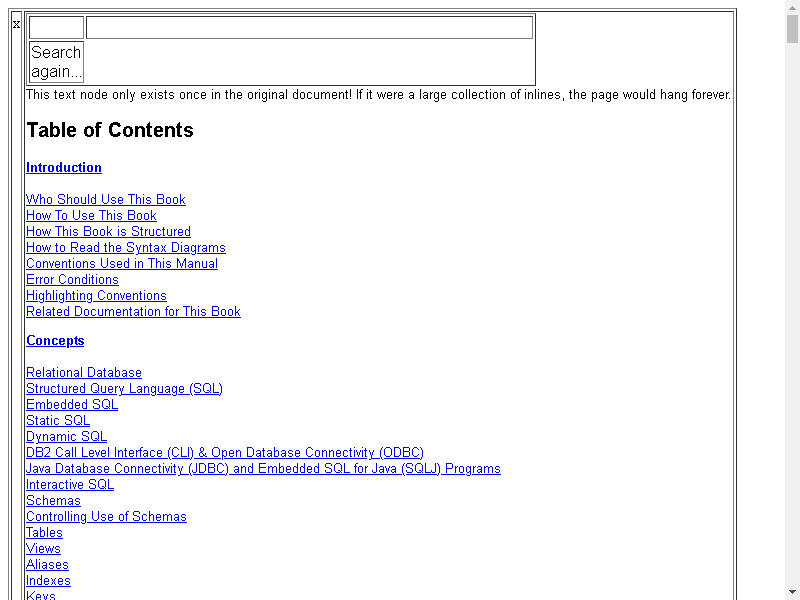 x
Search
again...
This text node only exists once in the original document! If it were a large collection of inlines, the page would hang forever.
Table of Contents
Introduction
Who Should Use This Book
How To Use This Book
How This Book is Structured
How to Read the Syntax Diagrams
Conventions Used in This Manual
Error Conditions
Highlighting Conventions
Related Documentation for This Book
Concepts
Relational Database
Structured Query Language (SQL)
Embedded SQL
Static SQL
Dynamic SQL
DB2 Call Level Interface (CLI) & Open Database Connectivity (ODBC)
Java Database Connectivity (JDBC) and Embedded SQL for Java (SQLJ) Programs
Interactive SQL
Schemas
Controlling Use of Schemas
Tables
Views
Aliases
Indexes
Keys